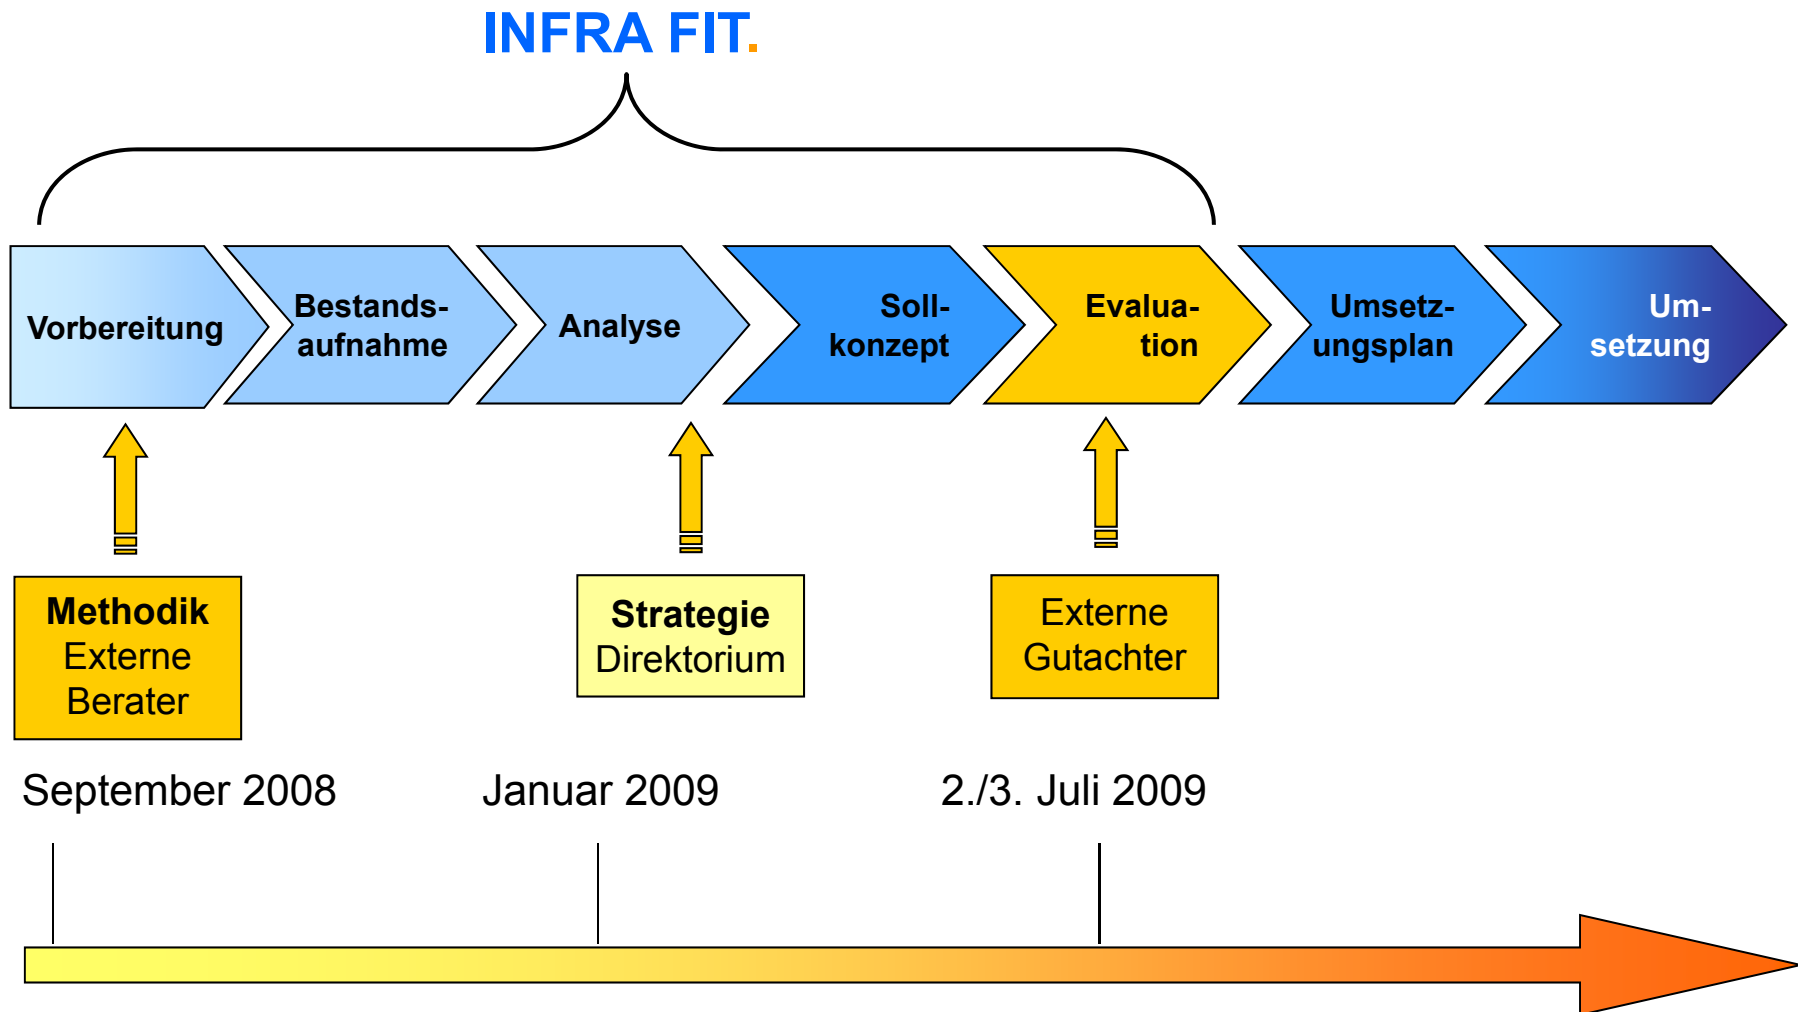 INFRA FIT.
Vorbereitung
Bestands-
aufnahme
Analyse
Soll-
konzept
Evalua-
tion
Umsetz-
ungsplan
Um-
setzung
Methodik
Externe
Berater
Strategie
Direktorium
Externe
Gutachter
September 2008
Januar 2009
2./3. Juli 2009